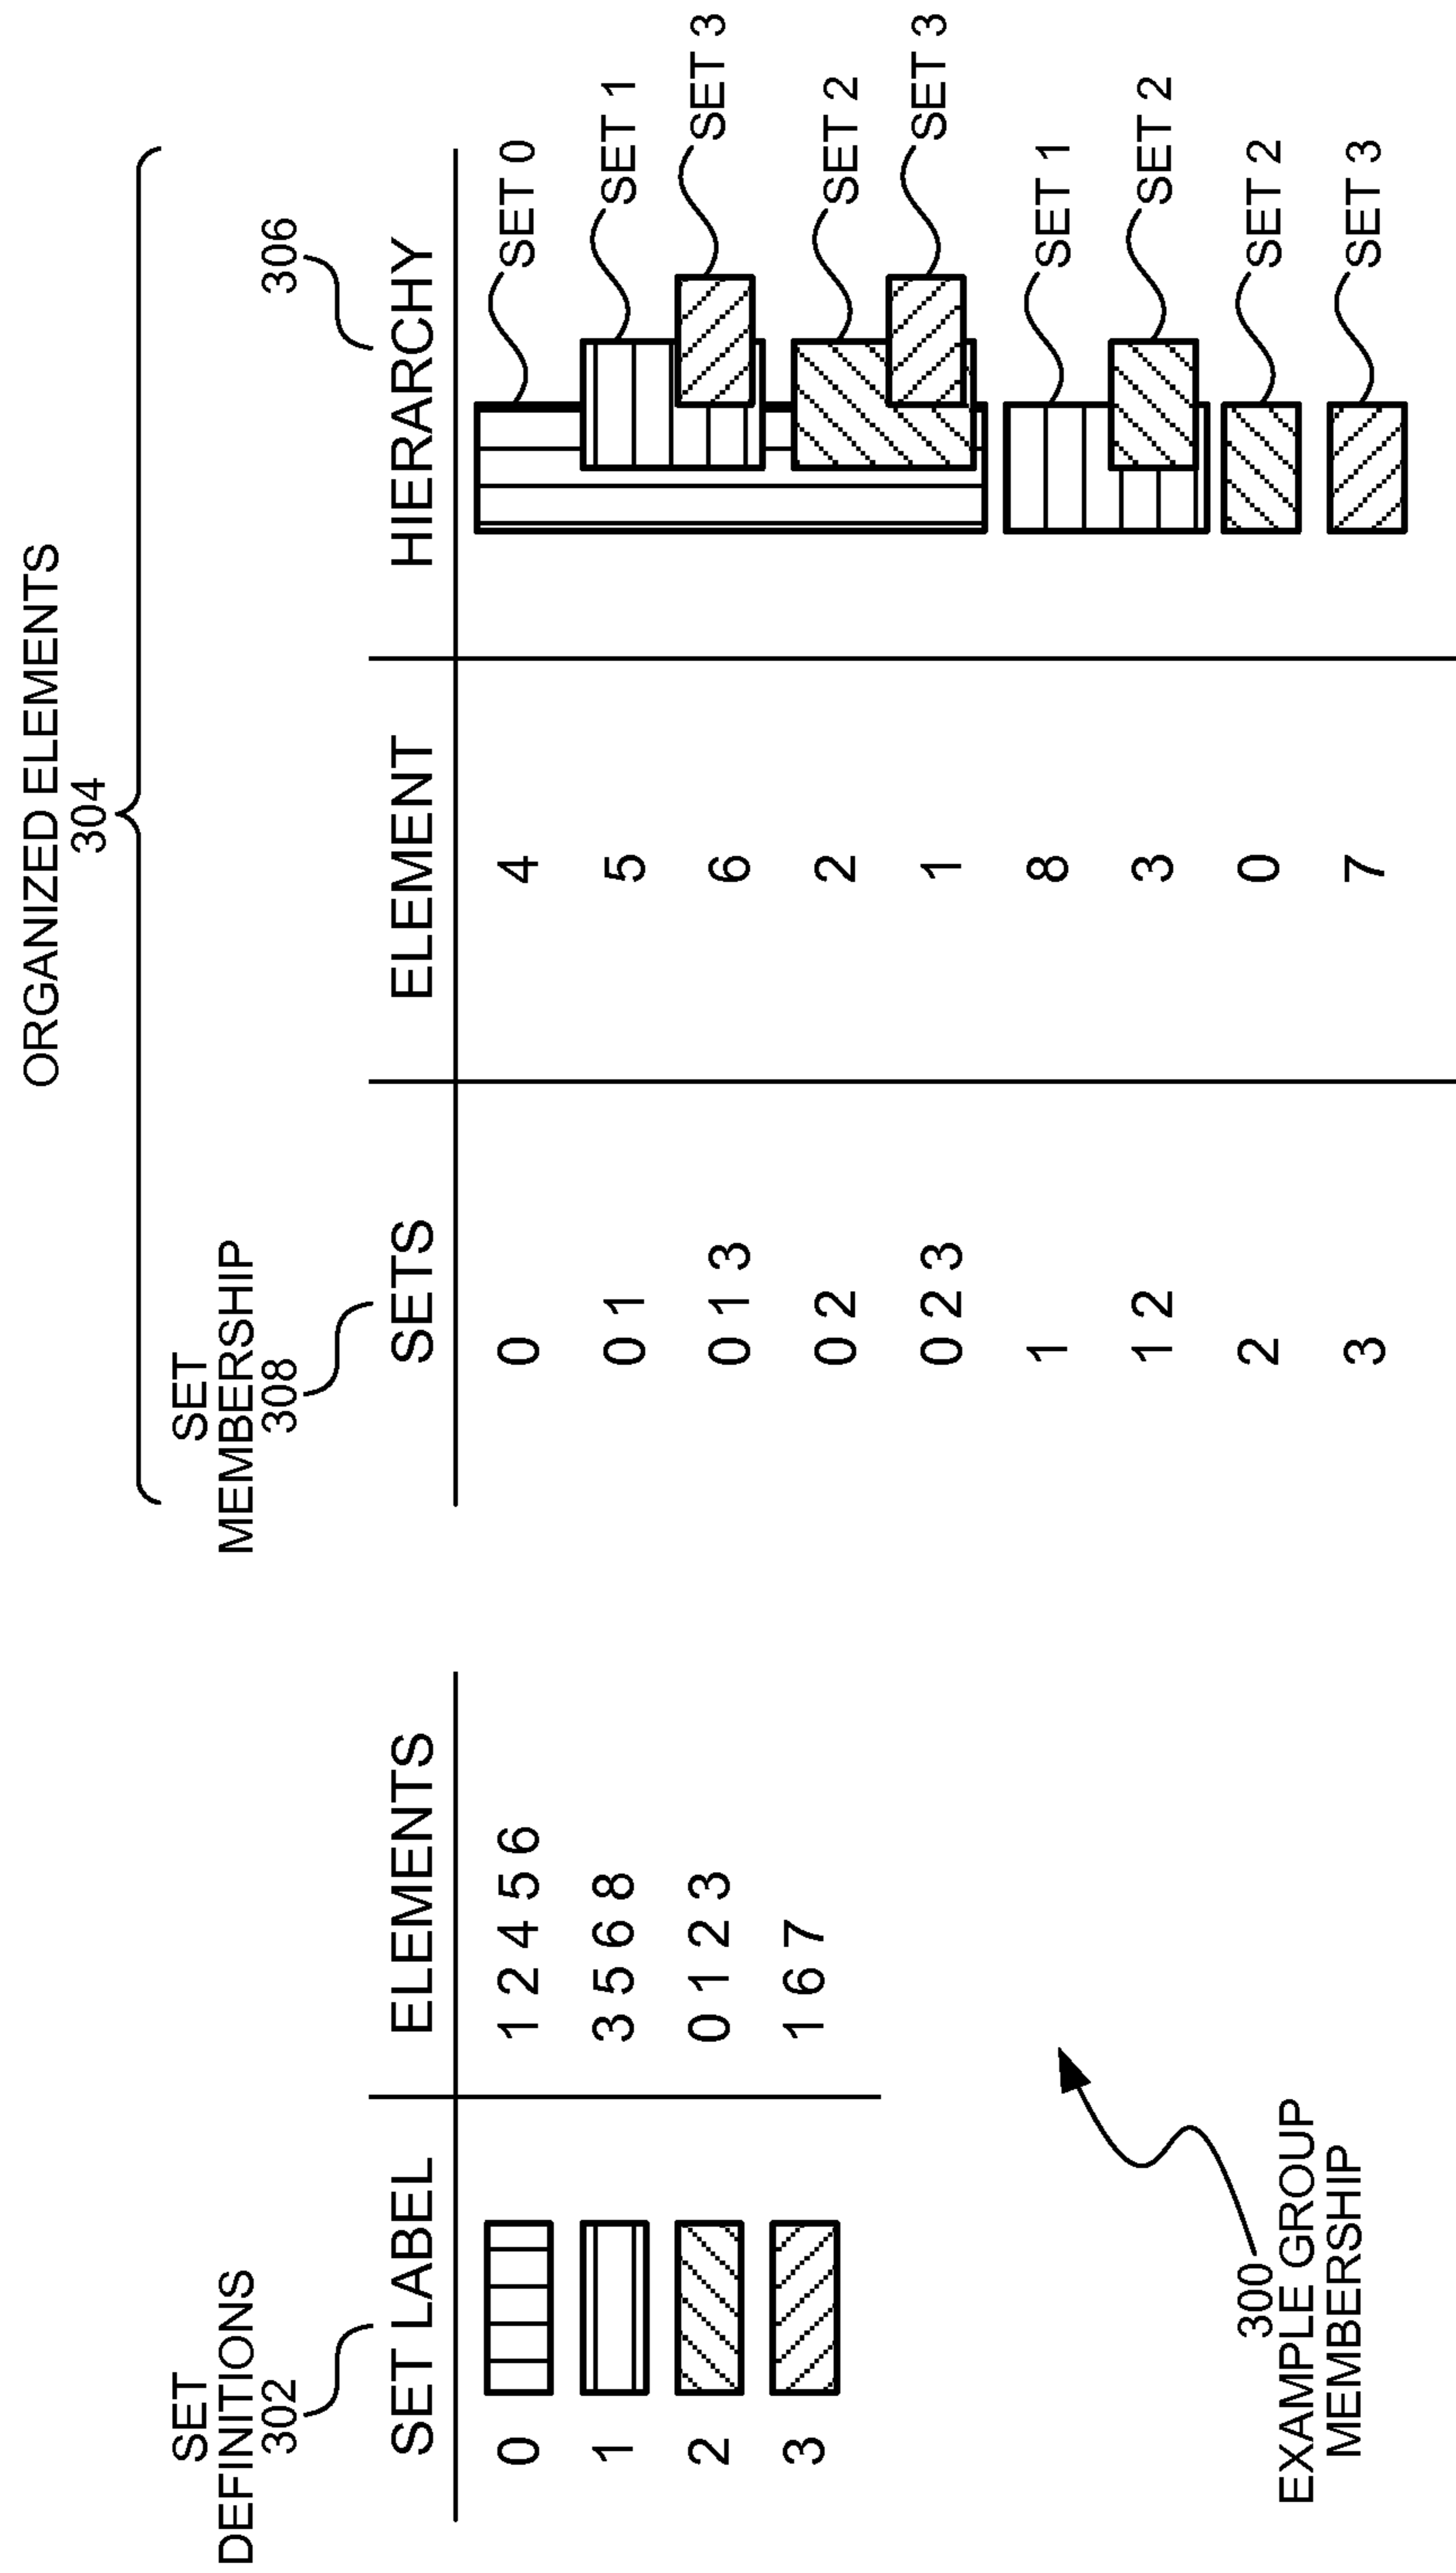 ORGANIZED ELEMENTS
304
SET
DEFINITIONS
302
SET
MEMBERSHIP
308
306
SET LABEL ELEMENTS SETS ELEMENT HIERARCHY
0 1 2 4 5 6 0 4 SET 0
1 3 5 6 8 0 1 5 SET 1
2 0 1 2 3 0 1 3 6 SET 3
3 1 6 7 0 2 2 SET 2
0 2 3 1 SET 3
1 8 SET 1
1 2 3 SET 2
2 0 SET 2
3 7 SET 3
300
EXAMPLE GROUP
MEMBERSHIP